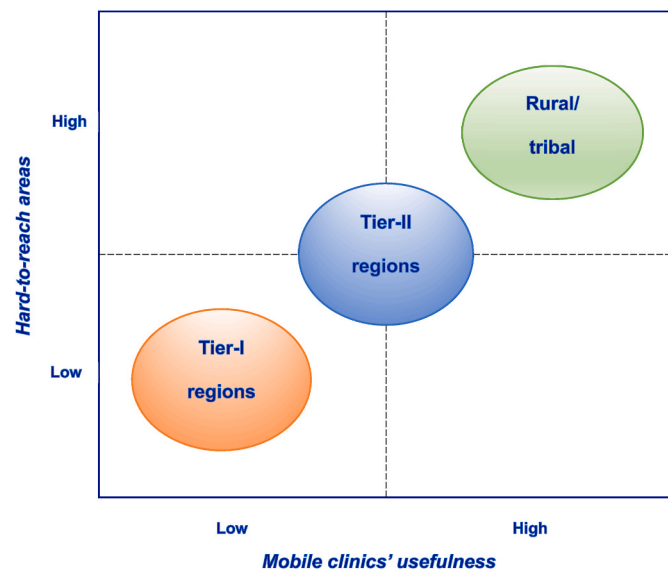 High
Rural/
tribal
Hard-to-reach areas
Tier-II
regions
Tier-I
regions
Low
Low
High
Mobile clinics' usefulness